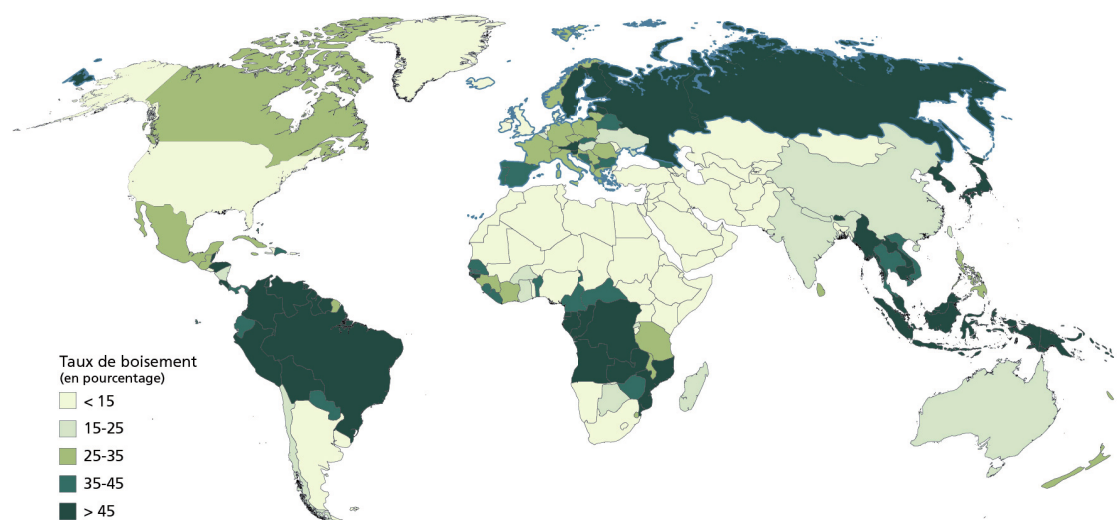 Taux de boisement
(en pourcentage)
< 15
15-25
25-35
35-45
> 45